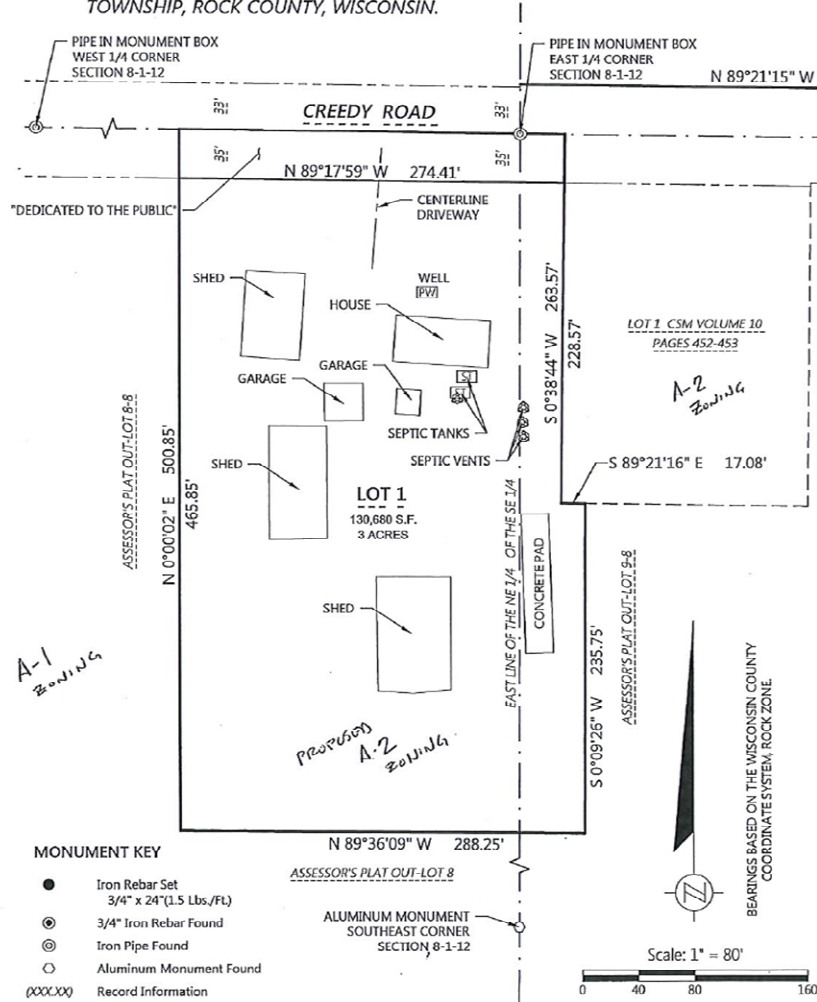 TOWNSHIP, ROCK COUNTY, WISCONSIN.
PIPE IN MONUMENT BOX
WEST 1/4 CORNER
SECTION 8-1-12
PIPE IN MONUMENT BOX
EAST 1/4 CORNER
SECTION 8-1-12
N 89°21'15" W
33'
CREEDY ROAD
33'
35'
35'
N 89°17'59" W 274.41'
"DEDICATED TO THE PUBLIC"
CENTERLINE
DRIVEWAY
SHED
WELL
PW
HOUSE
S 0°38'44" W 263.57'
228.57'
LOT 1 CSM VOLUME 10
PAGES 452-453
A-2
ZONING
GARAGE
GARAGE
ST
ST
SEPTIC TANKS
SEPTIC VENTS
ASSESSOR'S PLAT OUT-LOT 8-8
N 0°00'02" E 500.85'
465.85'
SHED
S 89°21'16" E 17.08'
LOT 1
130,680 S.F.
3 ACRES
EAST LINE OF THE NE 1/4 OF THE SE 1/4
CONCRETE PAD
SHED
S 0°09'26" W 235.75'
ASSESSOR'S PLAT OUT-LOT 9-8
A-1
ZONING
PROPOSED
A-2
ZONING
BEARINGS BASED ON THE WISCONSIN COUNTY
COORDINATE SYSTEM, ROCK ZONE.
N 89°36'09" W 288.25'
ASSESSOR'S PLAT OUT-LOT 8
MONUMENT KEY
Iron Rebar Set
3/4" x 24"(1.5 Lbs./Ft.)
3/4" Iron Rebar Found
Iron Pipe Found
Aluminum Monument Found
(XXX.XX) Record Information
ALUMINUM MONUMENT
SOUTHEAST CORNER
SECTION 8-1-12
N
Scale: 1" = 80'
0 40 80 160